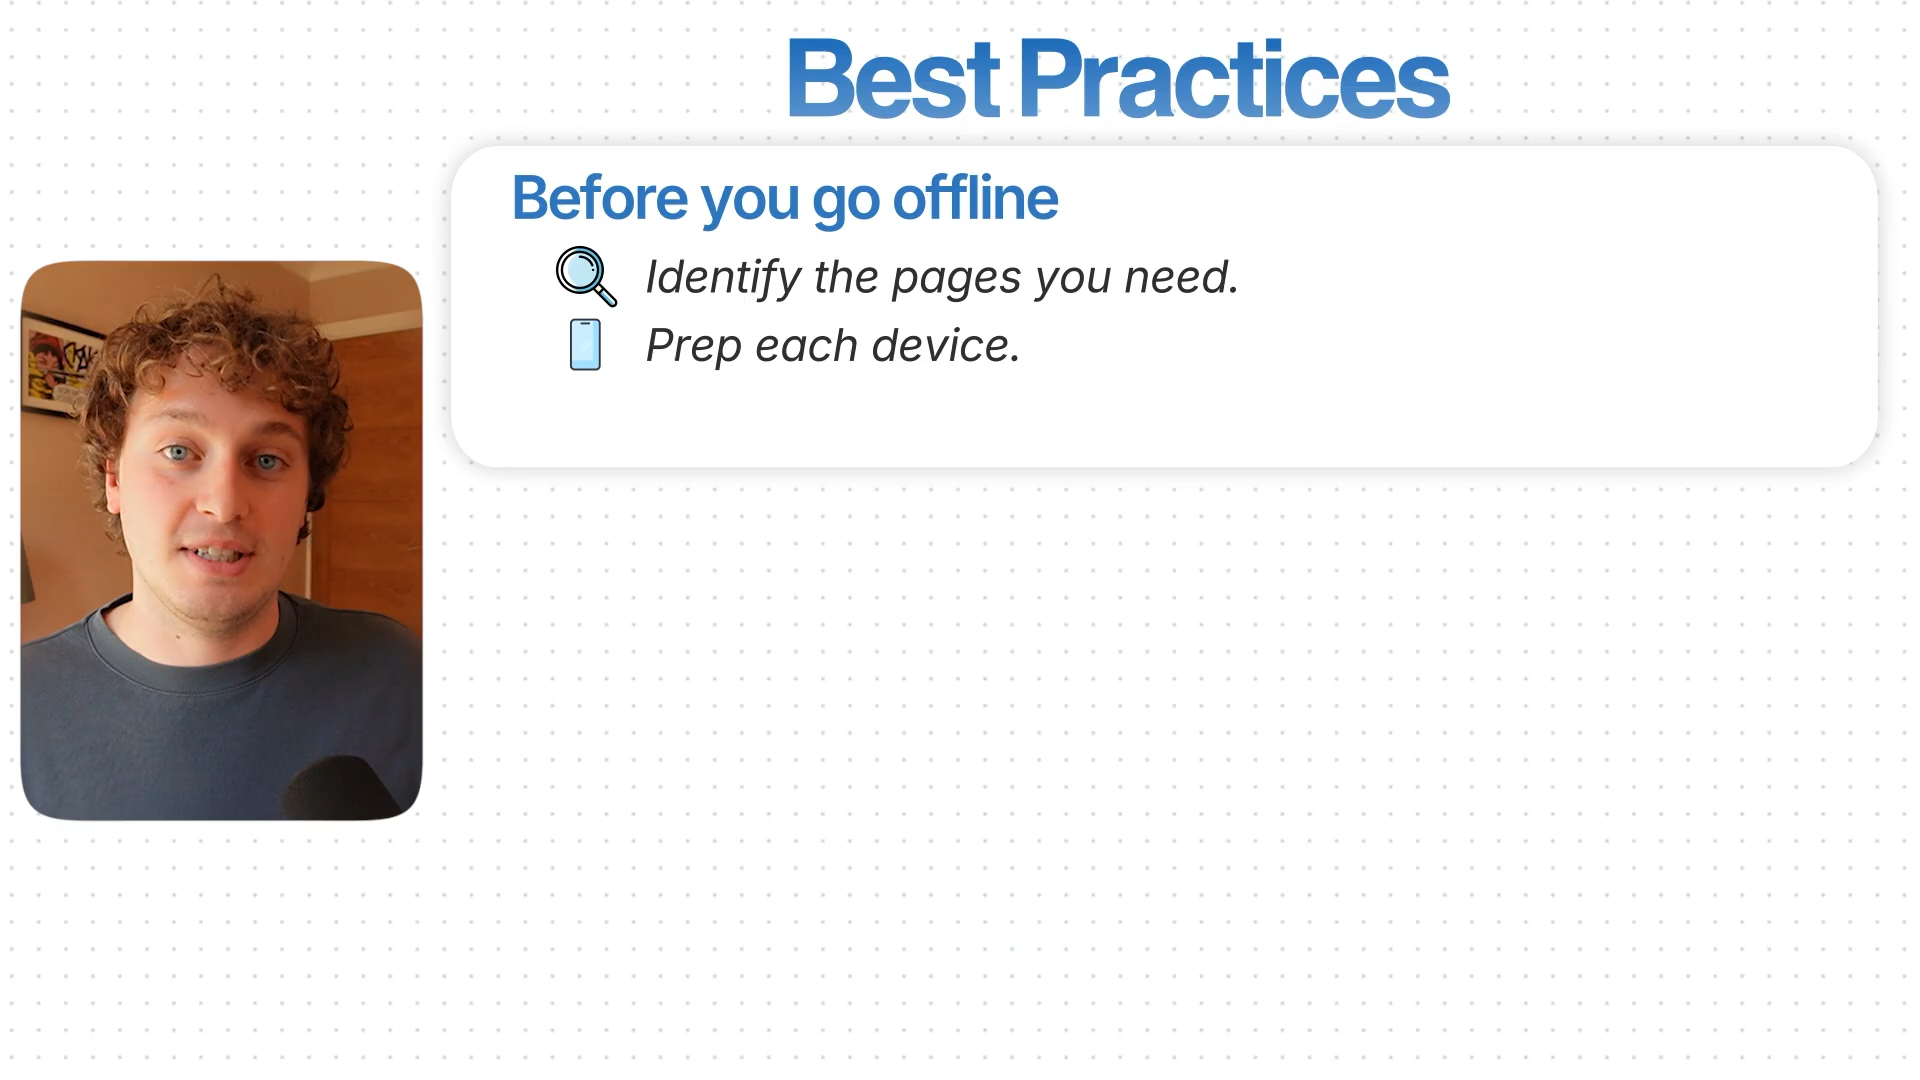 Best Practices
Before you go offline
Identify the pages you need.
Prep each device.